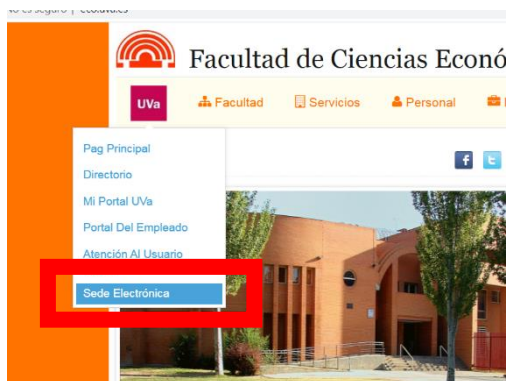 Facultad de Ciencias Econó
UVa
Facultad
Servicios
Personal
Pag Principal
Directorio
Mi Portal UVa
Portal Del Empleado
Atención Al Usuario
Sede Electrónica